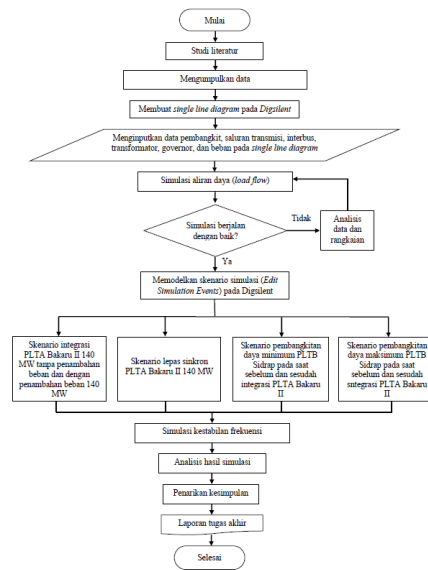 Mulai
Studi literatur
Mengumpulkan data
Membuat single line diagram pada Digsilent
Menginputkan data pembangkit, saluran transmisi, interbus,
transformator, governor, dan beban pada single line diagram
Simulasi aliran daya (load flow)
Simulasi berjalan
dengan baik?
Tidak
Analisis
data dan
rangkaian
Ya
Memodelkan skenario simulasi (Edit
Simulation Events) pada Digsilent
Skenario integrasi
PLTA Bakaru II 140
MW tanpa penambahan
beban dan dengan
penambahan beban 140
MW
Skenario lepas sinkron
PLTA Bakaru II 140 MW
Skenario pembangkitan
daya minimum PLTB
Sidrap pada saat
sebelum dan sesudah
integrasi PLTA Bakaru
II
Skenario pembangkitan
daya maksimum PLTB
Sidrap pada saat
sebelum dan sesudah
sntegrasi PLTA Bakaru
II
Simulasi kestabilan frekuensi
Analisis hasil simulasi
Penarikan kesimpulan
Laporan tugas akhir
Selesai